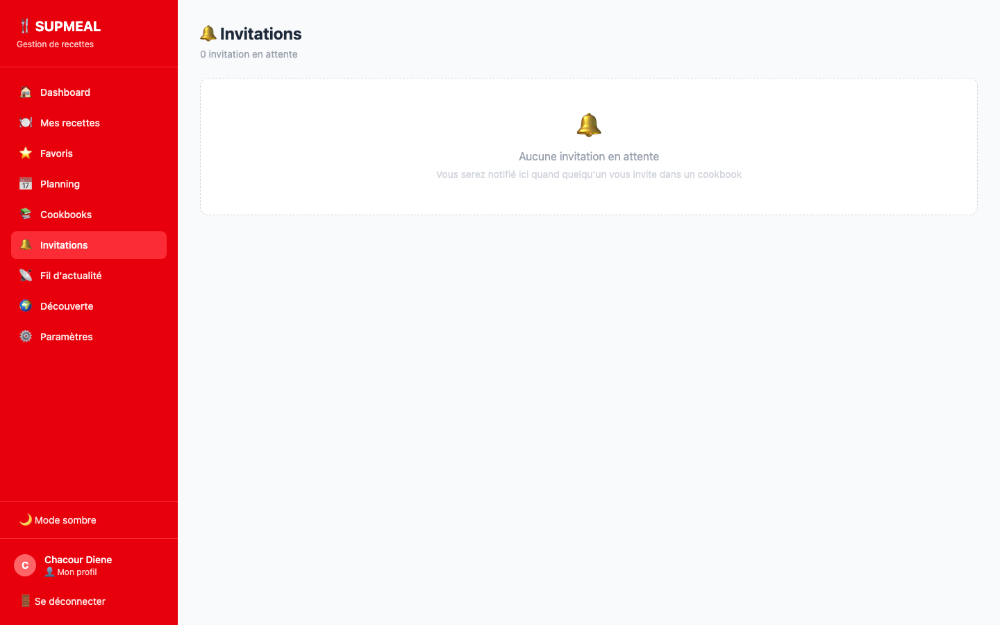 SUPMEAL
Gestion de recettes
Dashboard
Mes recettes
Favoris
17
Planning
Cookbooks
Invitations
Fil d'actualité
Découverte
Paramètres
Mode sombre
C
Chacour Diene
Mon profil
Se déconnecter
Invitations
0 invitation en attente
Aucune invitation en attente
Vous serez notifié ici quand quelqu'un vous invite dans un cookbook